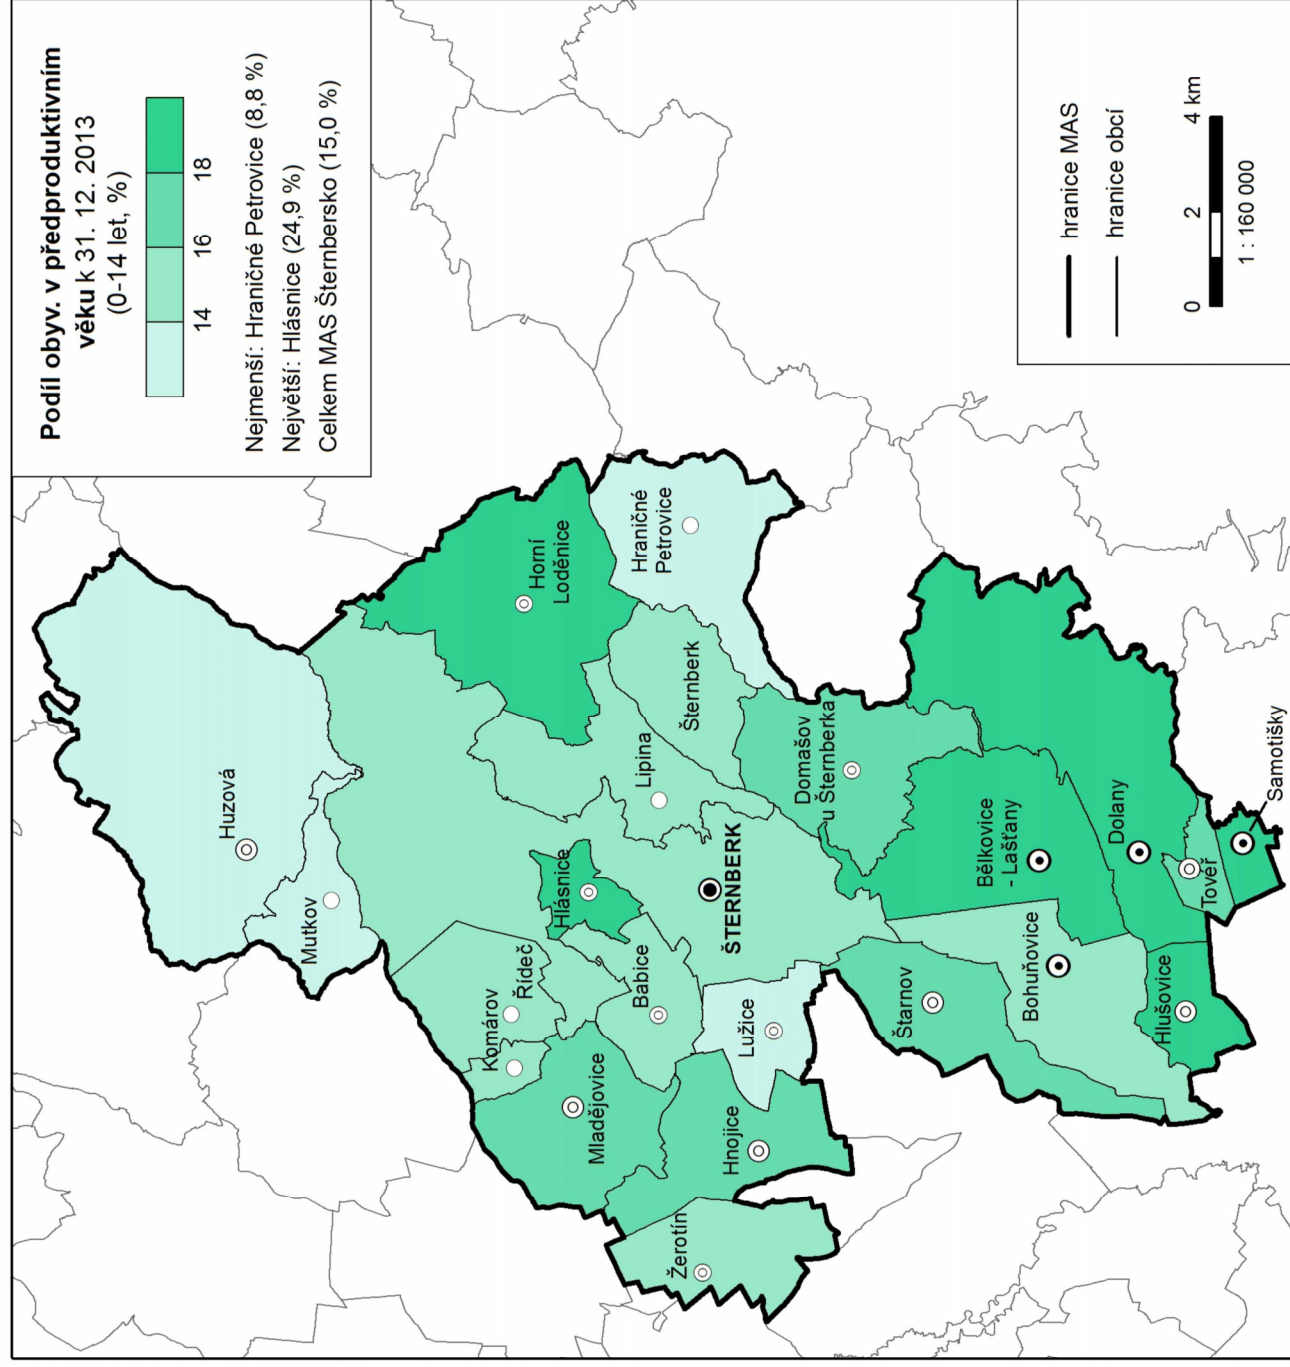 Podíl obyv. v předproduktivním
věku k 31. 12. 2013
(0-14 let, %)
14 16 18
Nejmenší: Hraničné Petrovice (8,8 %)
Největší: Hlásnice (24,9 %)
Celkem MAS Šternbersko (15,0 %)
Huzová
Mutkov
Horní
Loděnice
Hraničné
Petrovice
Komárov
Řídeč
Hlásnice
Lipina
Šternberk
Mladějovice
Babice
ŠTERNBERK
Domašov
u Šternberka
Žerotín
Hnojice
Lužice
Štarnov
Bělkovice
- Lašťany
Bohuňovice
Dolany
Hlušovice
Tovéř
Samotišky
hranice MAS
hranice obcí
0 2 4 km
1 : 160 000